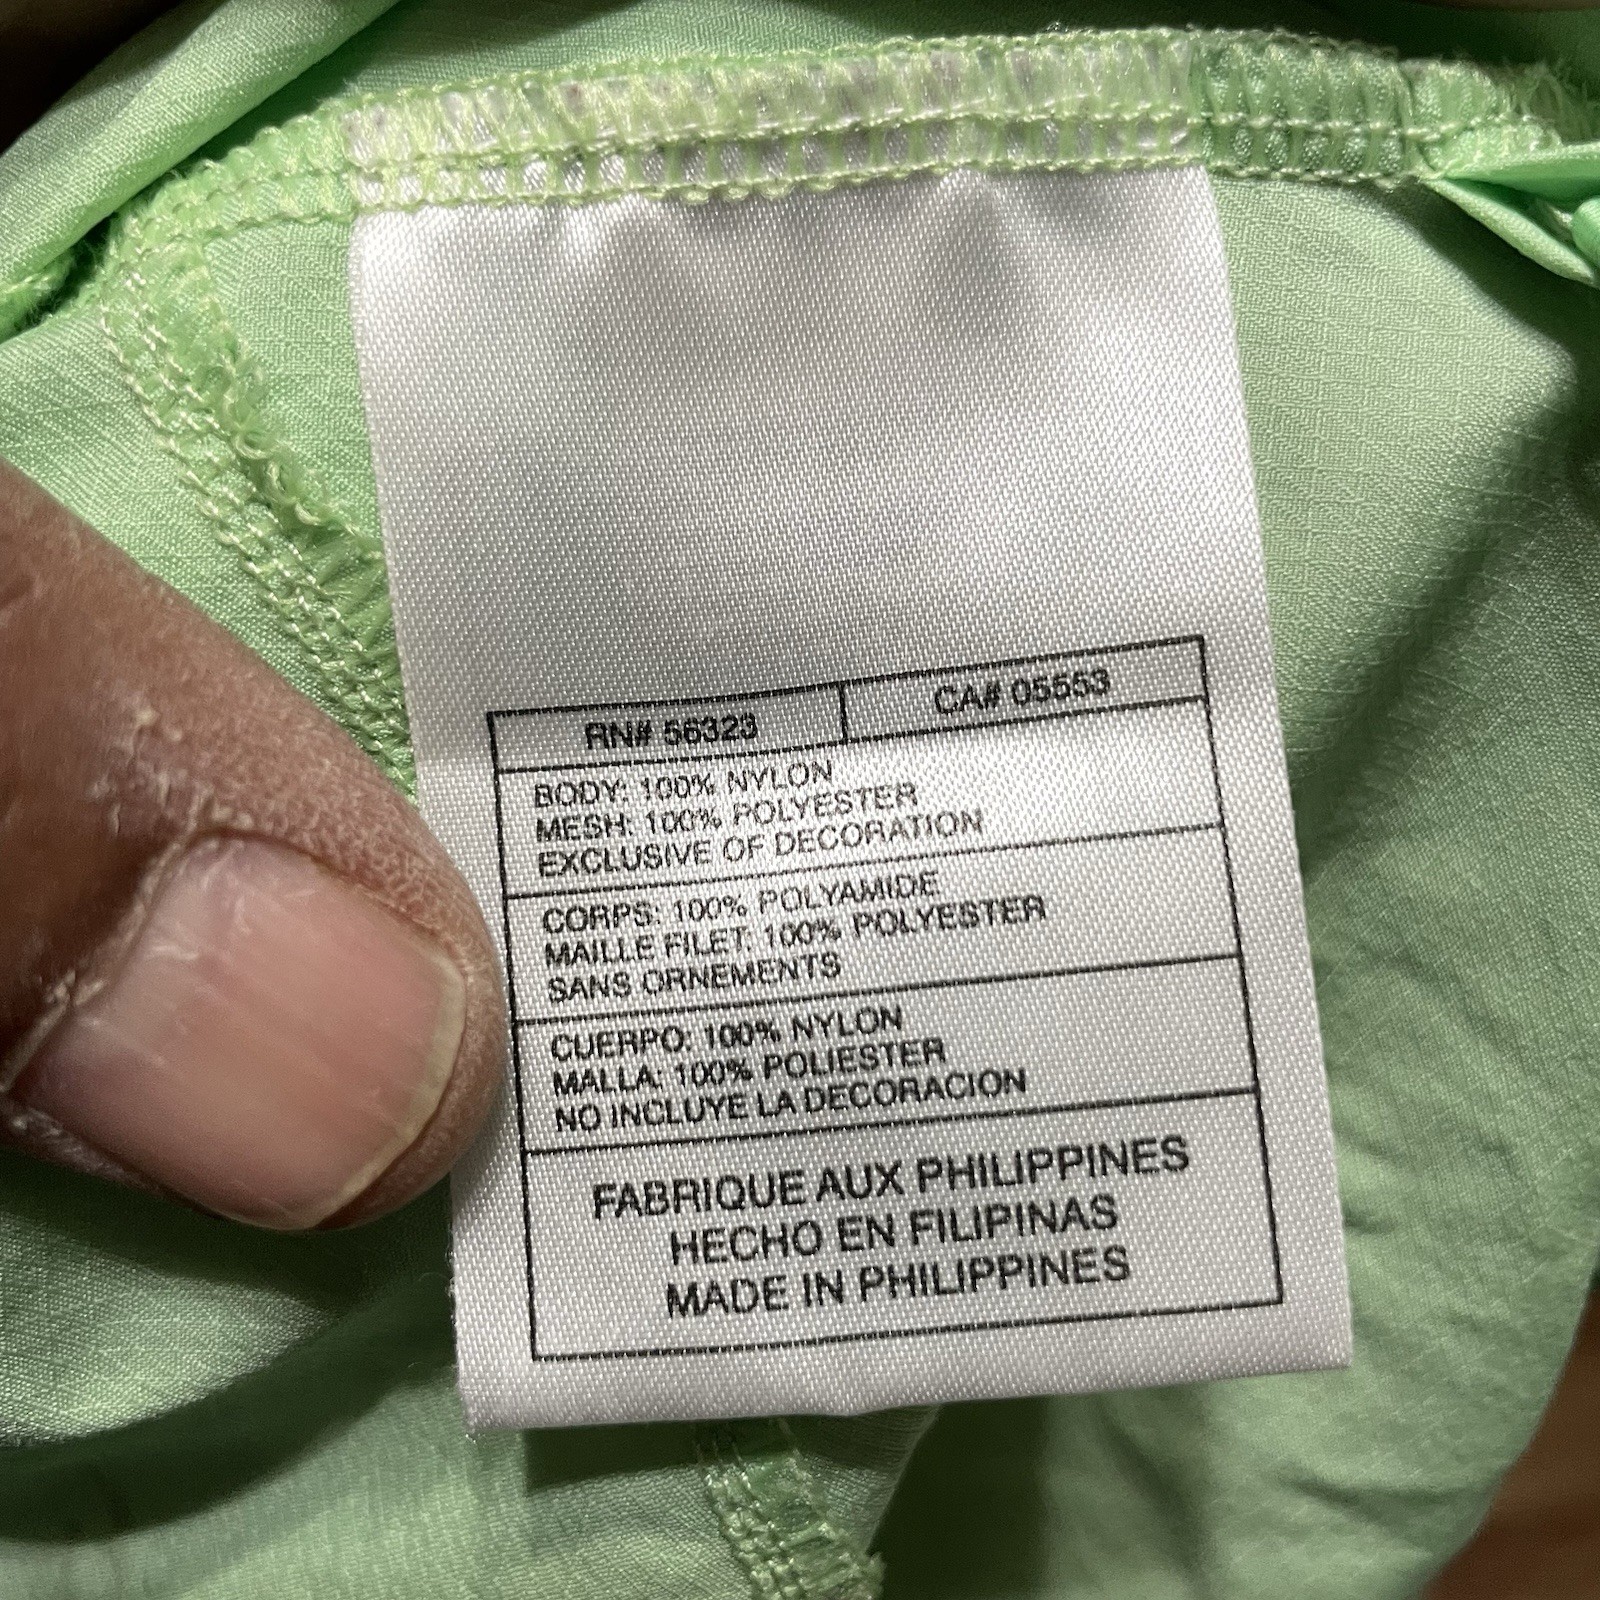 RN# 56323
CA# 05553
BODY: 100% NYLON
MESH: 100% POLYESTER
EXCLUSIVE OF DECORATION
CORPS: 100% POLYAMIDE
MAILLE FILET: 100% POLYESTER
SANS ORNEMENTS
CUERPO: 100% NYLON
MALLA: 100% POLIESTER
NO INCLUYE LA DECORACION
FABRIQUE AUX PHILIPPINES
HECHO EN FILIPINAS
MADE IN PHILIPPINES